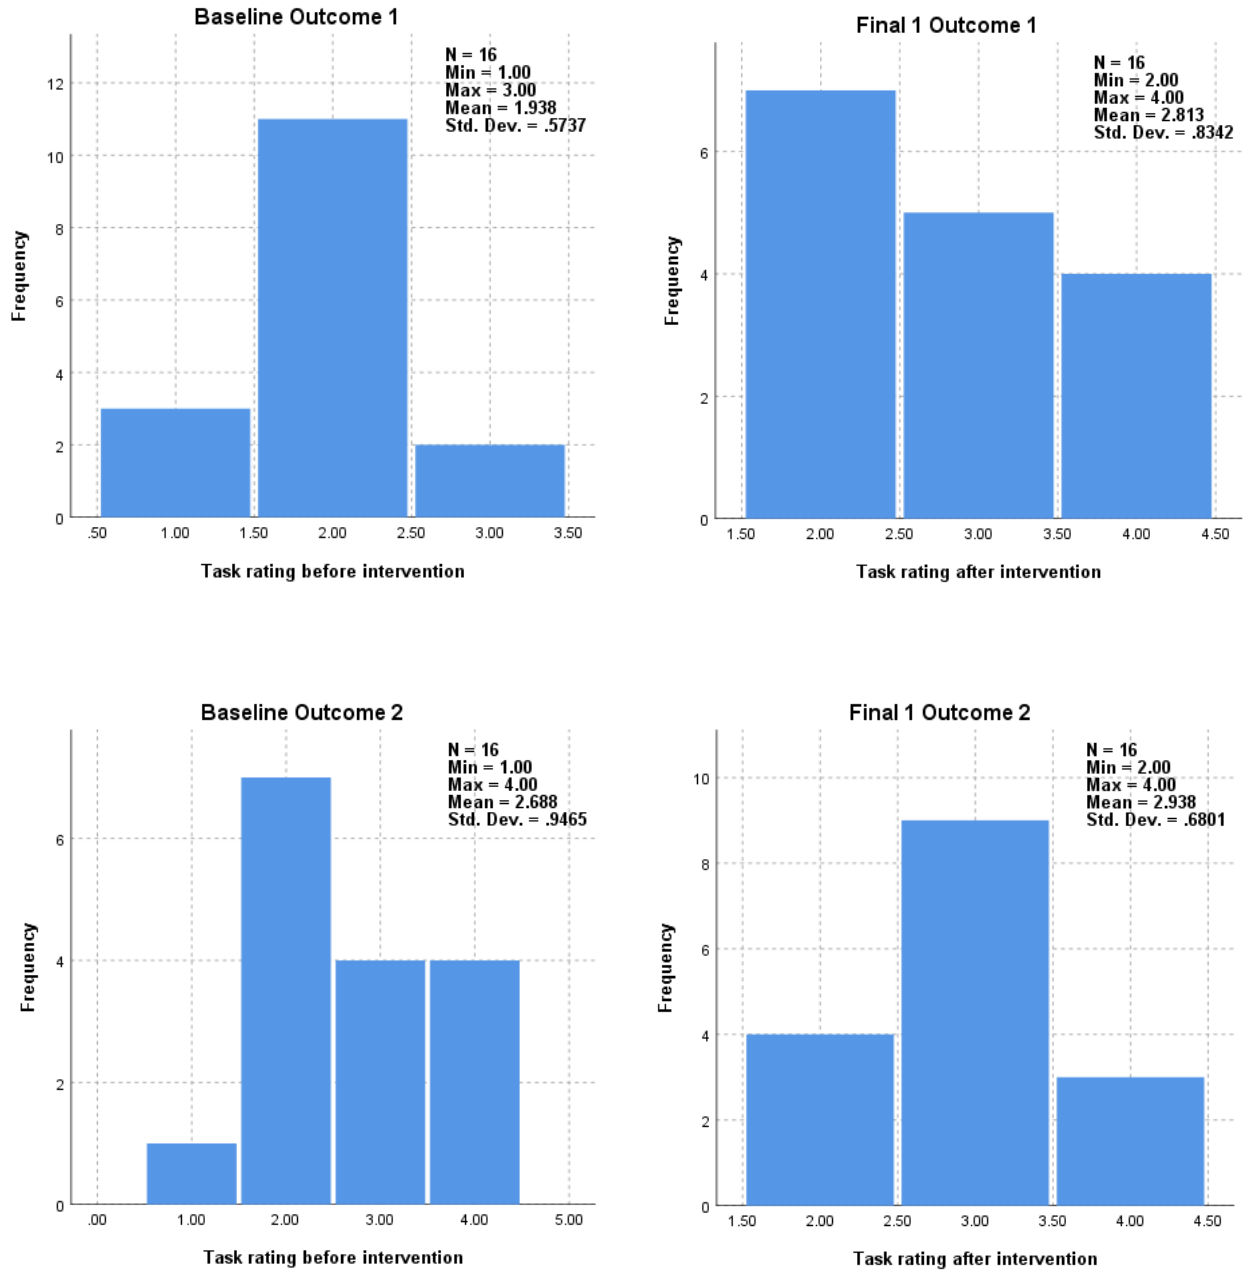 Baseline Outcome 1
N = 16
Min = 1.00
Max = 3.00
Mean = 1.938
Std. Dev. = .5737
12
10
8
6
4
2
0
Frequency
.50 1.00 1.50 2.00 2.50 3.00 3.50
Task rating before intervention
Final 1 Outcome 1
N = 16
Min = 2.00
Max = 4.00
Mean = 2.813
Std. Dev. = .8342
6
4
2
0
Frequency
1.50 2.00 2.50 3.00 3.50 4.00 4.50
Task rating after intervention
Baseline Outcome 2
N = 16
Min = 1.00
Max = 4.00
Mean = 2.688
Std. Dev. = .9465
6
4
2
0
Frequency
.00 1.00 2.00 3.00 4.00 5.00
Task rating before intervention
Final 1 Outcome 2
N = 16
Min = 2.00
Max = 4.00
Mean = 2.938
Std. Dev. = .6801
10
8
6
4
2
0
Frequency
1.50 2.00 2.50 3.00 3.50 4.00 4.50
Task rating after intervention